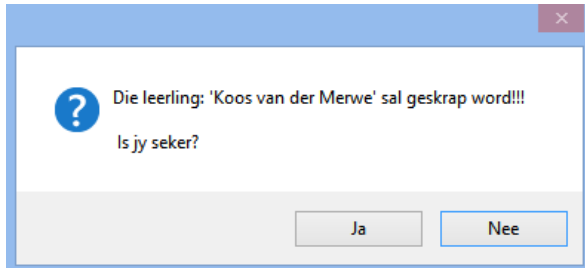 Die leerling: 'Koos van der Merwe' sal geskrap word!!!
Is jy seker?
Ja
Nee